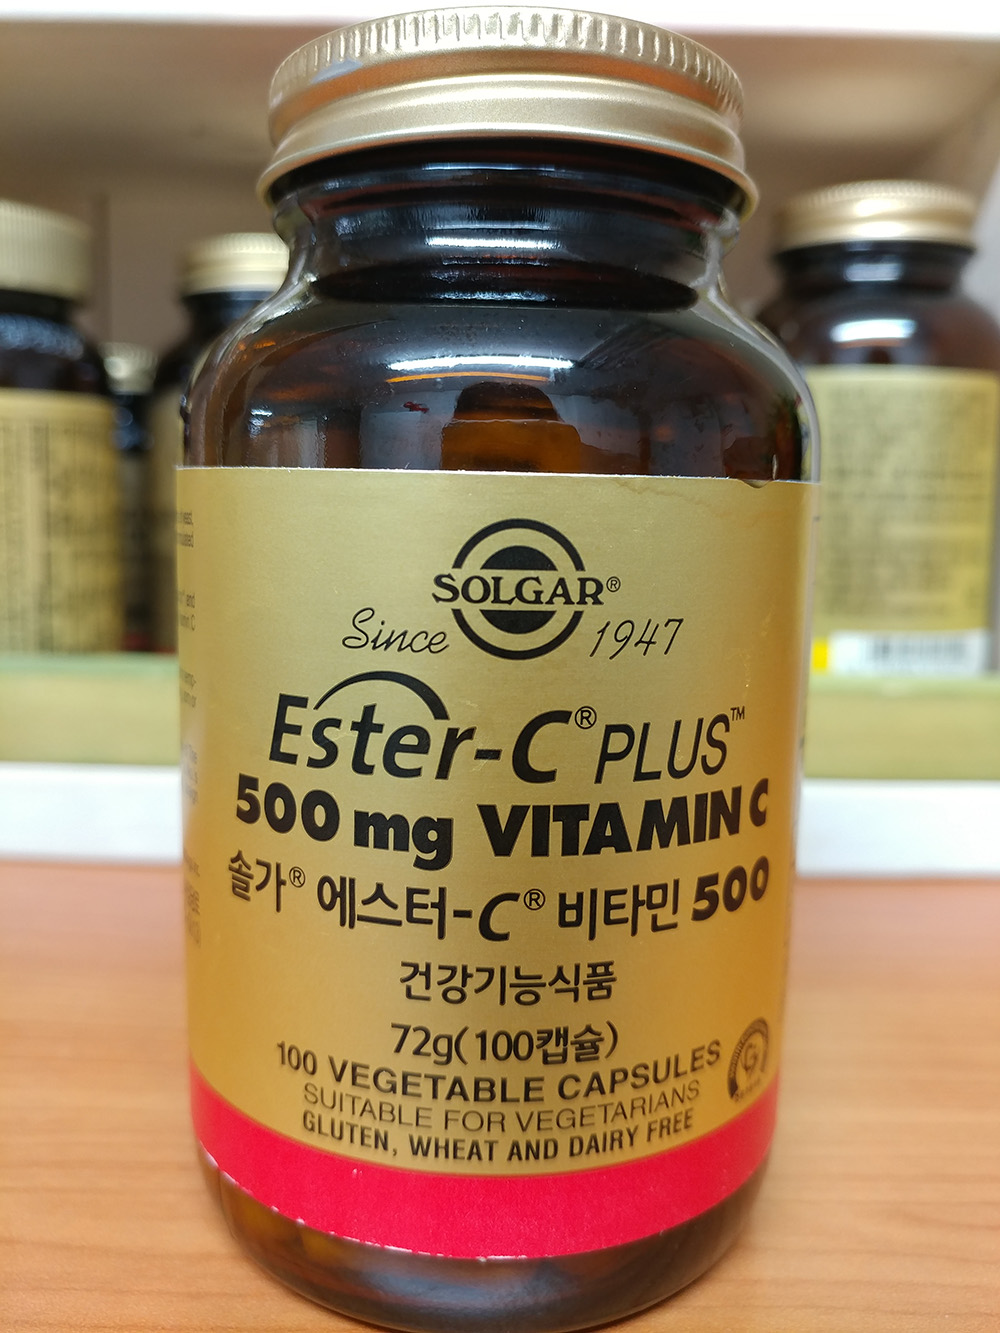 SOLGAR®
Since 1947
Ester-C® PLUS™
500 mg VITAMIN C
솔가® 에스터-C® 비타민 500
건강기능식품
72g(100캡슐)
100 VEGETABLE CAPSULES
SUITABLE FOR VEGETARIANS
GLUTEN, WHEAT AND DAIRY FREE